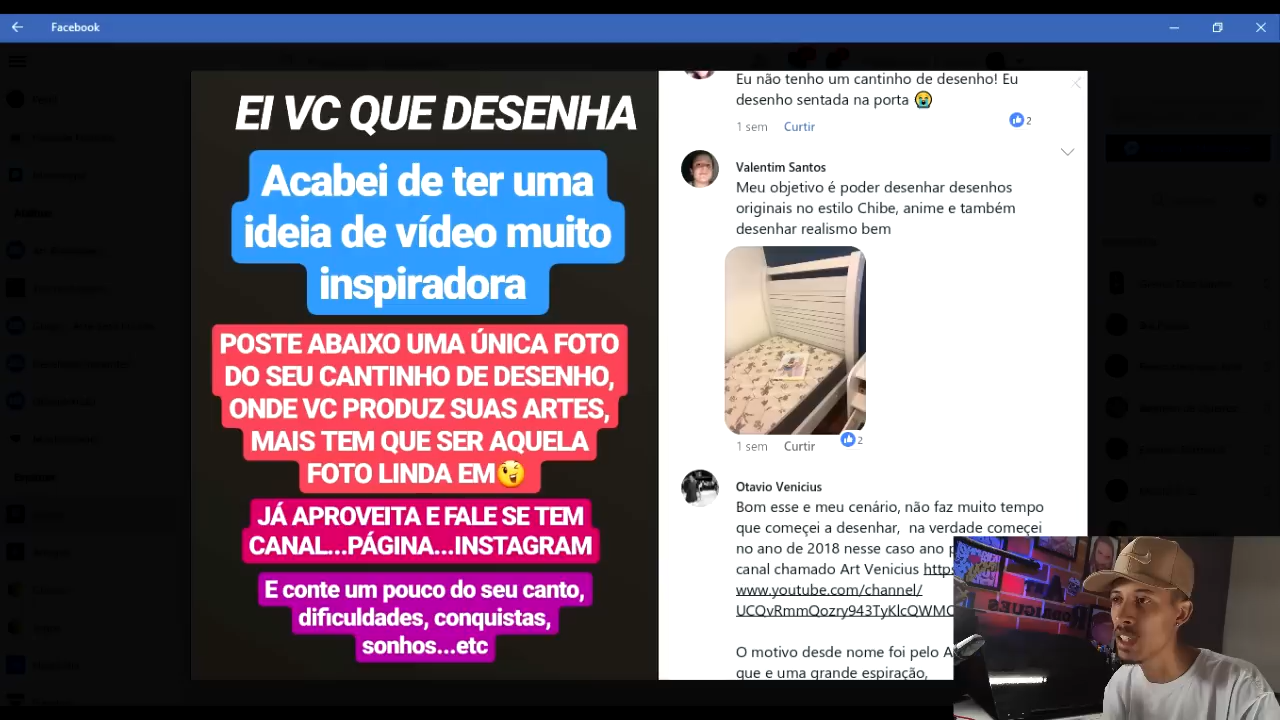 Facebook
EI VC QUE DESENHA
Acabei de ter uma
ideia de vídeo muito
inspiradora
POSTE ABAIXO UMA ÚNICA FOTO
DO SEU CANTINHO DE DESENHO,
ONDE VC PRODUZ SUAS ARTES,
MAIS TEM QUE SER AQUELA
FOTO LINDA EM😉
JÁ APROVEITA E FALE SE TEM
CANAL...PÁGINA...INSTAGRAM
E conte um pouco do seu canto,
dificuldades, conquistas,
sonhos...etc
Eu não tenho um cantinho de desenho! Eu
desenho sentada na porta 😭
1 sem Curtir 2
Valentim Santos
Meu objetivo é poder desenhar desenhos
originais no estilo Chibe, anime e também
desenhar realismo bem
1 sem Curtir 2
Otavio Venicius
Bom esse e meu cenário, não faz muito tempo
que começei a desenhar, na verdade começei
no ano de 2018 nesse caso ano
canal chamado Art Venicius
www.youtube.com/channel/
O motivo desde nome foi pelo
que e uma grande espiração,